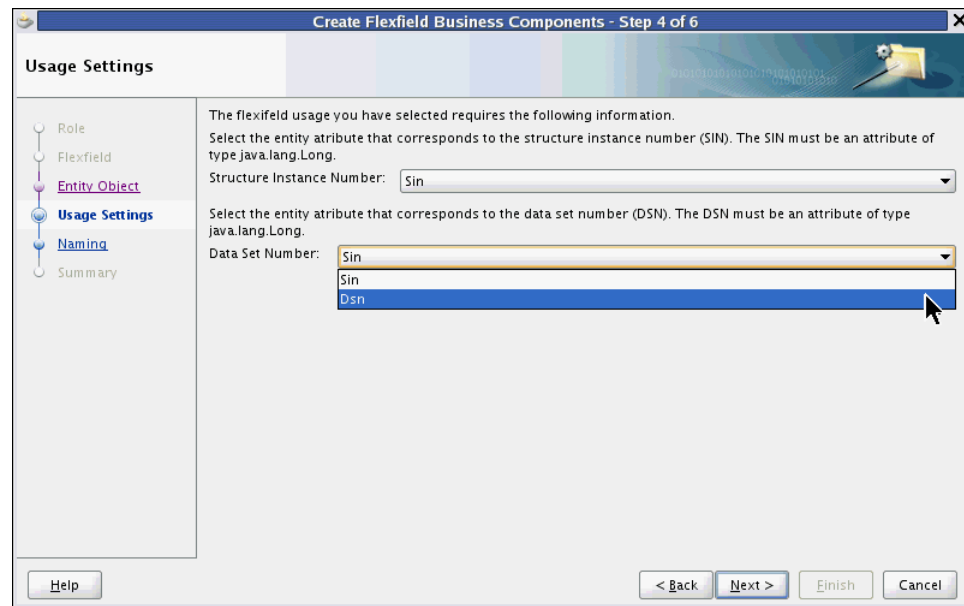 Create Flexfield Business Components - Step 4 of 6
Usage Settings
Role
Flexfield
Entity Object
Usage Settings
Naming
Summary
The flexifeld usage you have selected requires the following information.
Select the entity atribute that corresponds to the structure instance number (SIN). The SIN must be an attribute of
type java.lang.Long.
Structure Instance Number: Sin
Select the entity atribute that corresponds to the data set number (DSN). The DSN must be an attribute of type
java.lang.Long.
Data Set Number: Sin
Sin
Dsn
Help
< Back
Next >
Finish
Cancel